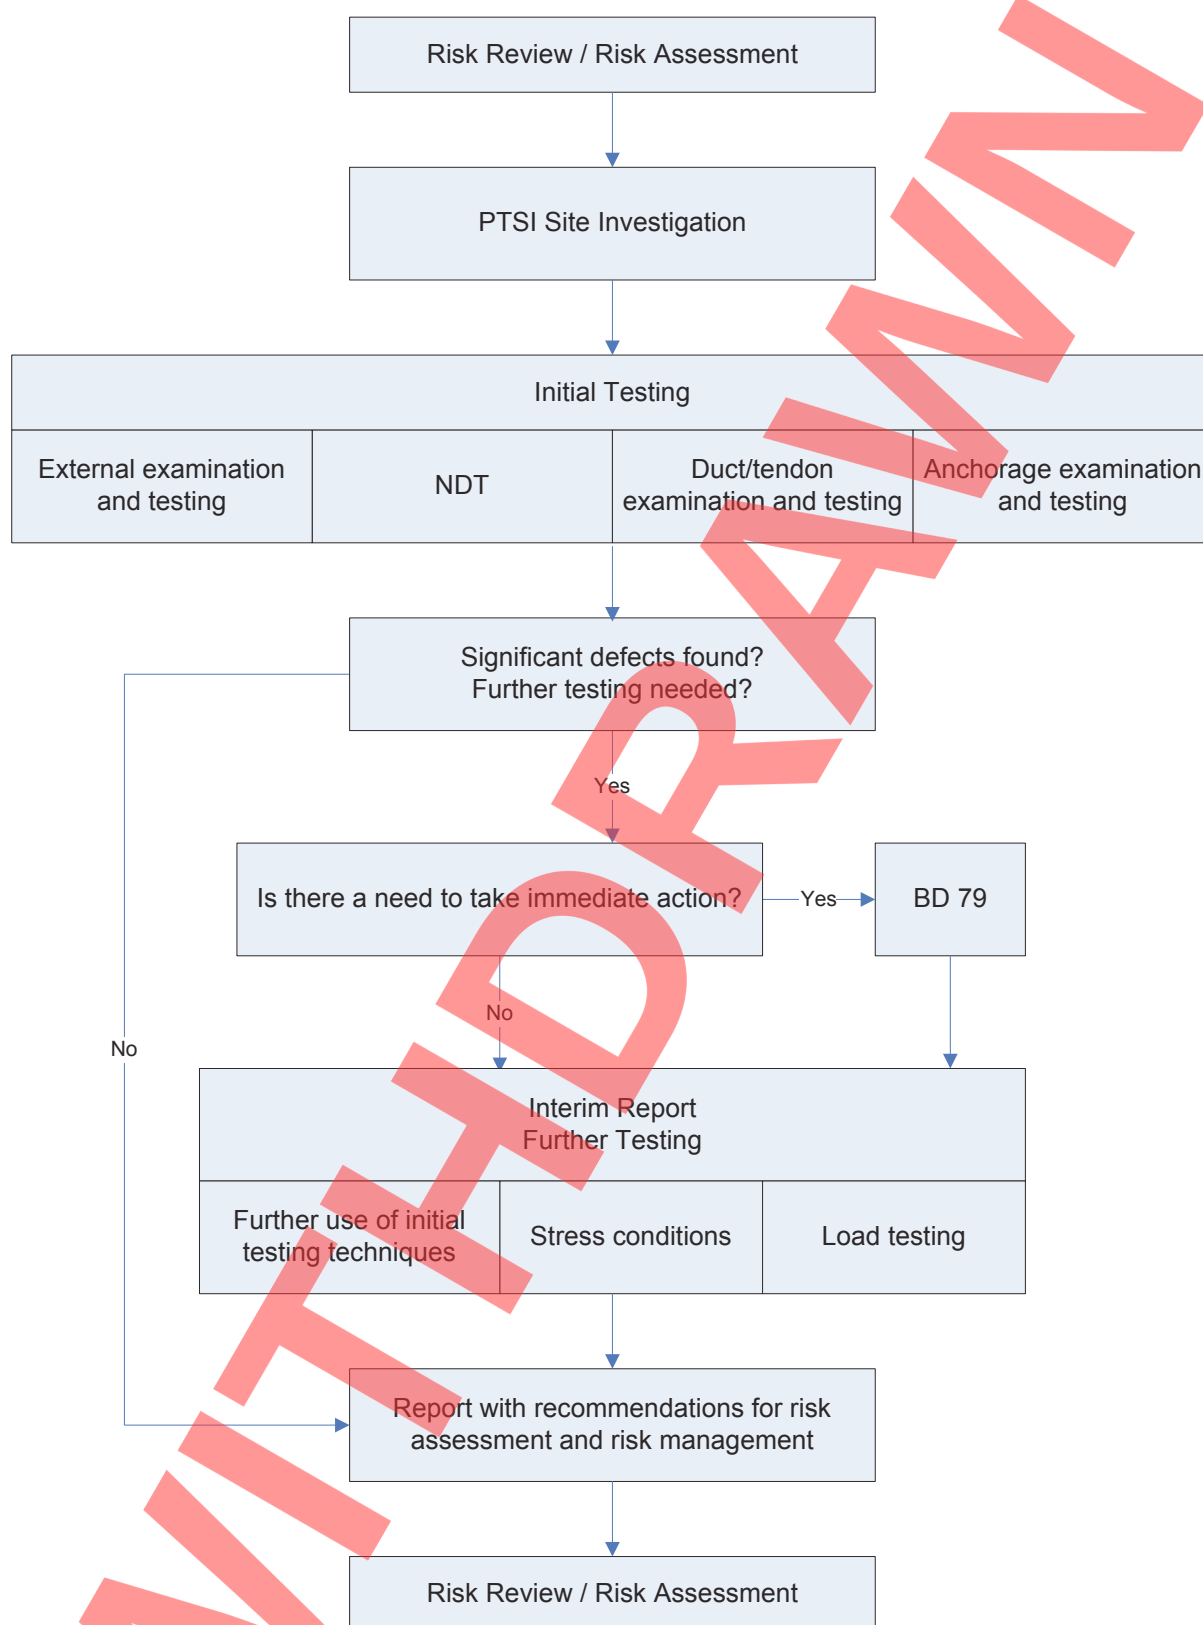 Risk Review / Risk Assessment
PTSI Site Investigation
Initial Testing
External examination
and testing
NDT
Duct/tendon
examination and testing
Anchorage examination
and testing
Significant defects found?
Further testing needed?
Yes
Is there a need to take immediate action?
Yes
BD 79
No
No
Interim Report
Further Testing
Further use of initial
testing techniques
Stress conditions
Load testing
Report with recommendations for risk
assessment and risk management
Risk Review / Risk Assessment
WITHDRAWN